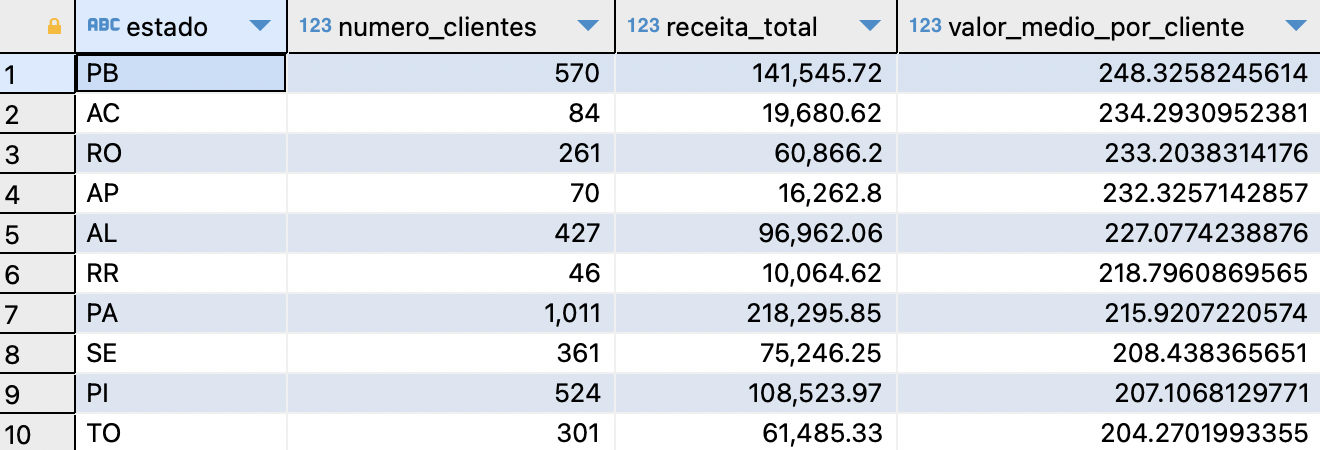 ABC estado 123 numero_clientes 123 receita_total 123 valor_medio_por_cliente
1 PB 570 141,545.72 248.3258245614
2 AC 84 19,680.62 234.2930952381
3 RO 261 60,866.2 233.2038314176
4 AP 70 16,262.8 232.3257142857
5 AL 427 96,962.06 227.0774238876
6 RR 46 10,064.62 218.7960869565
7 PA 1,011 218,295.85 215.9207220574
8 SE 361 75,246.25 208.438365651
9 PI 524 108,523.97 207.1068129771
10 TO 301 61,485.33 204.2701993355